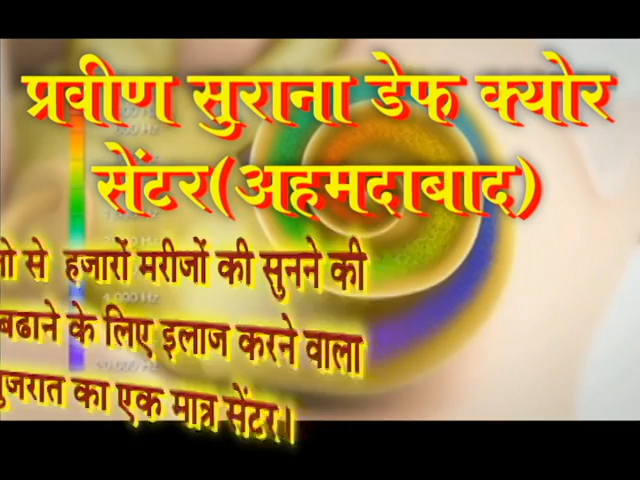 प्रवीण सुराना डेफ क्योर
सेंटर(अहमदाबाद)
से हजारों मरीजों की सुनने की
बढाने के लिए इलाज करने वाला
का एक मात्र सेंटर।